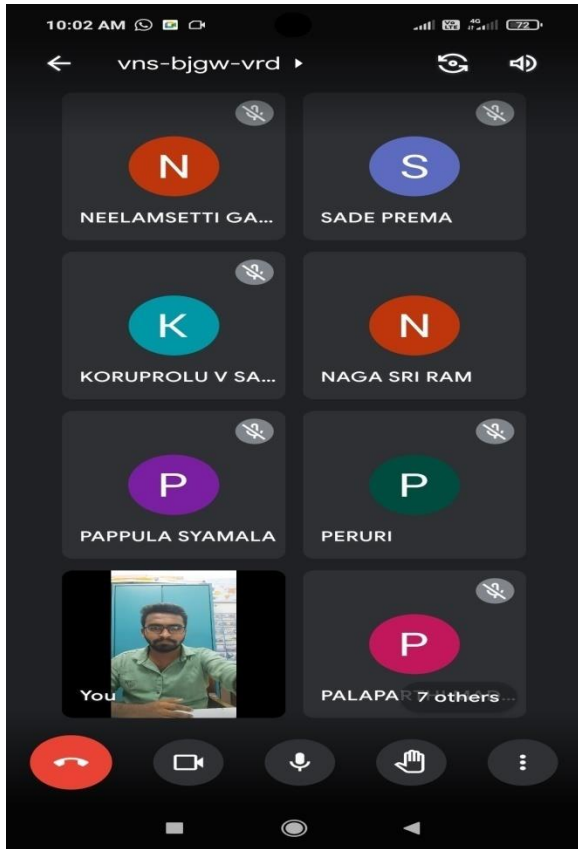 10:02 AM 4G 72
vns-bjgw-vrd
N S
NEELAMSETTI GA... SADE PREMA
K N
KORUPROLU V SA... NAGA SRI RAM
P P
PAPPULA SYAMALA PERURI
P
You PALAPA 7 others